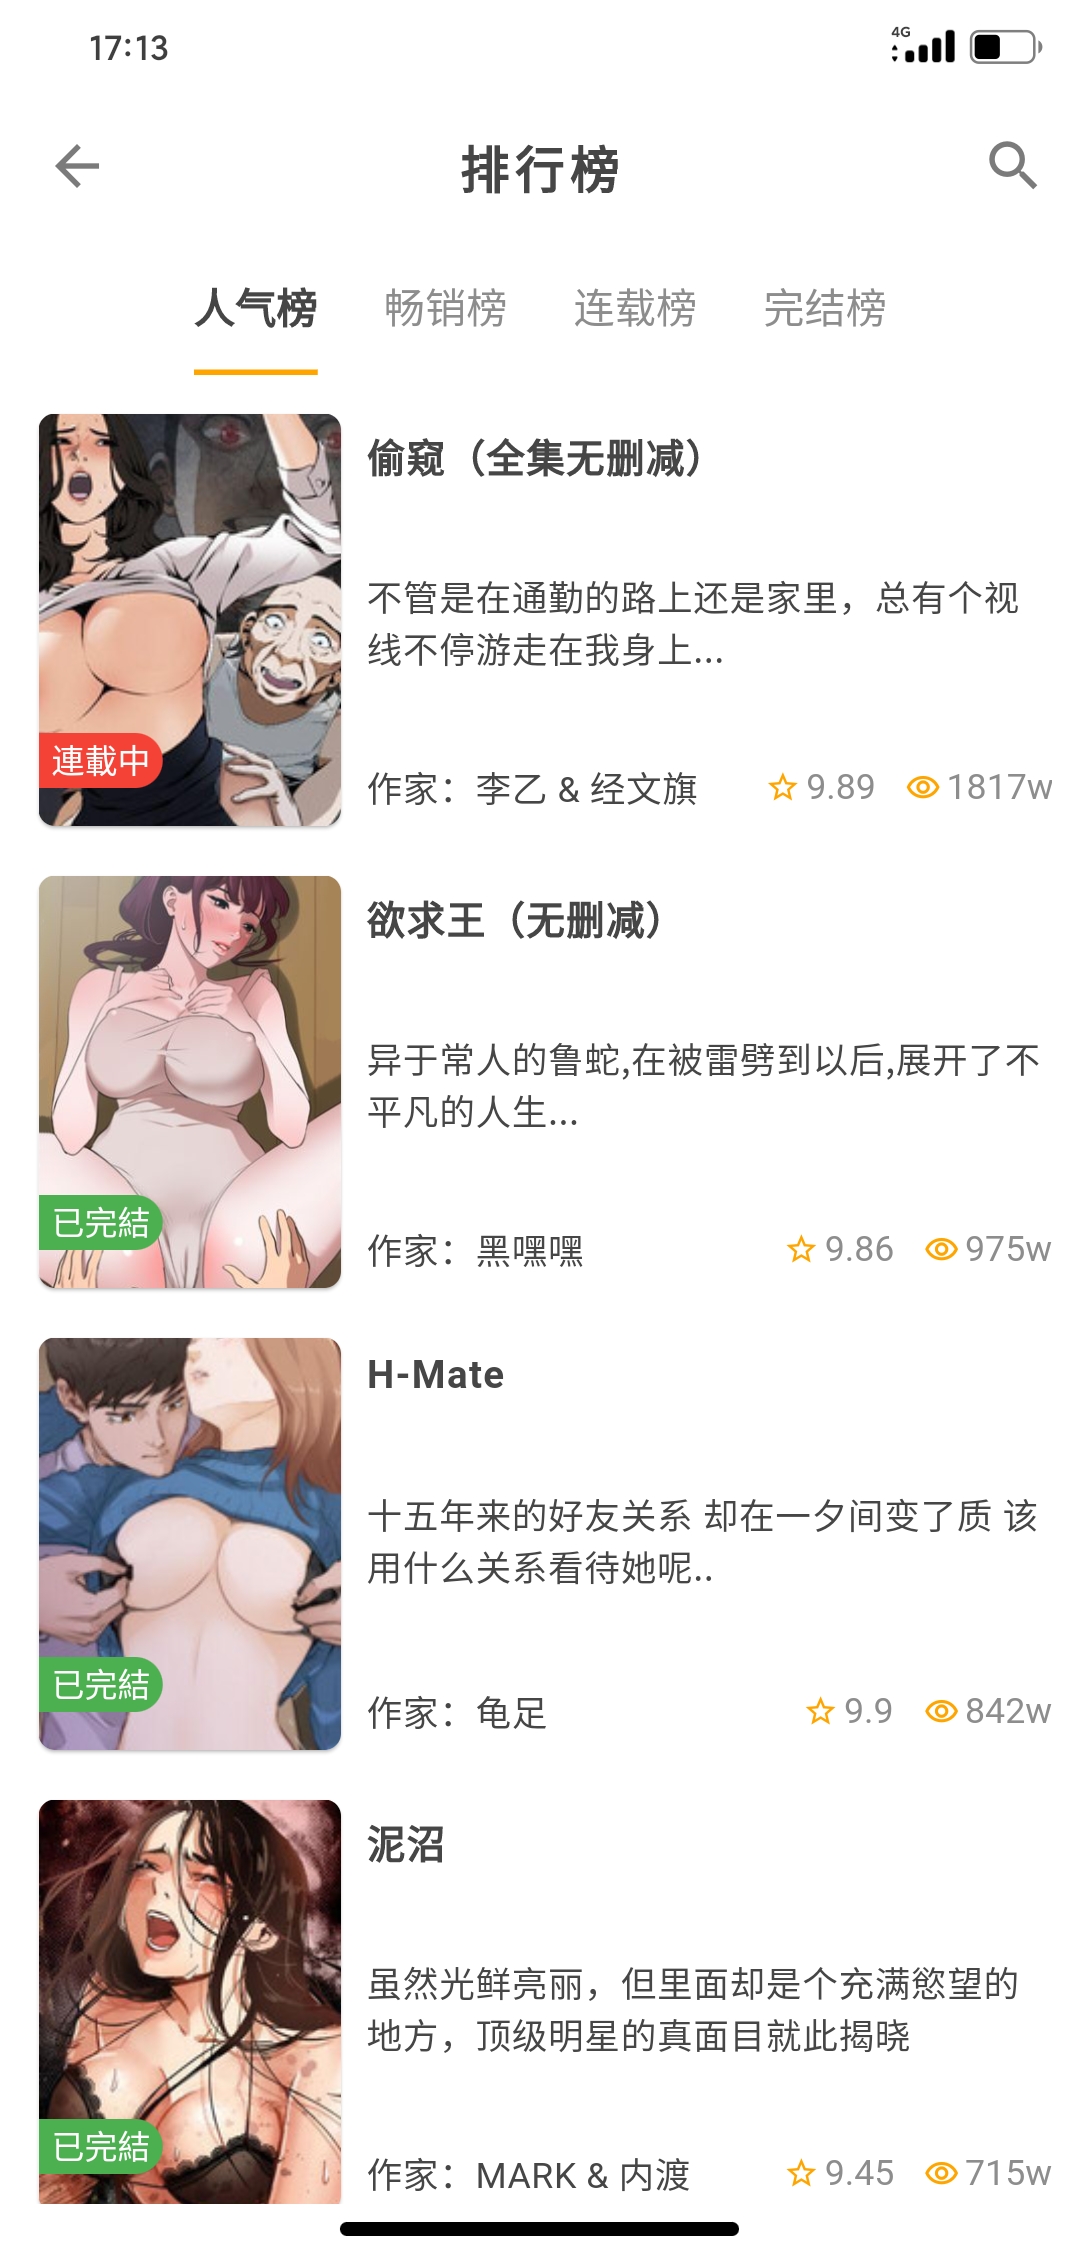 17:13
4G
排行榜
人气榜 畅销榜 连载榜 完结榜
偷窥（全集无删减）
不管是在通勤的路上还是家里，总有个视
线不停游走在我身上...
連載中
作家：李乙 & 经文旗 9.89 1817w
欲求王（无删减）
异于常人的鲁蛇,在被雷劈到以后,展开了不
平凡的人生...
已完結
作家：黑嘿嘿 9.86 975w
H-Mate
十五年来的好友关系 却在一夕间变了质 该
用什么关系看待她呢..
已完結
作家：龟足 9.9 842w
泥沼
虽然光鲜亮丽，但里面却是个充满慾望的
地方，顶级明星的真面目就此揭晓
已完結
作家：MARK & 内渡 9.45 715w